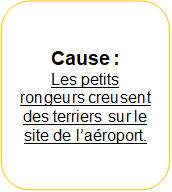 Cause :
Les petits
rongeurs creusent
des terriers sur le
site de l'aéroport.